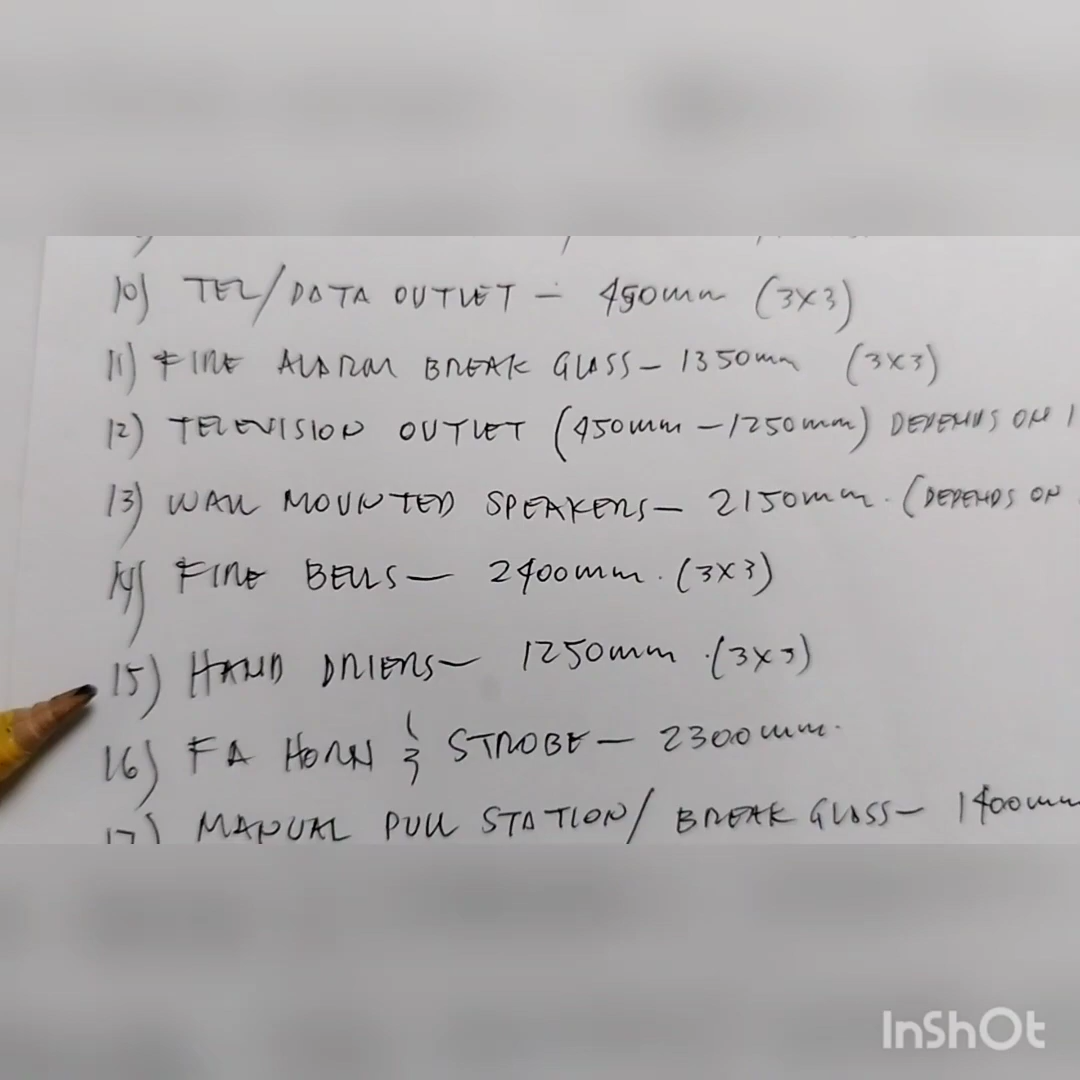 10) TEL/DATA OUTLET - 450mm (3x3)
11) FIRE ALARM BREAK GLASS - 1350mm (3x3)
12) TELEVISION OUTLET (450mm - 1250mm) DEPENDS ON
13) WALL MOUNTED SPEAKERS - 2150mm. (DEPENDS ON
14) FIRE BELLS - 2400mm. (3x3)
15) HAND DRIERS - 1250mm. (3x3)
16) FA HORN & STROBE - 2300mm.
17) MANUAL PULL STATION/ BREAK GLASS - 1400mm
InShOt